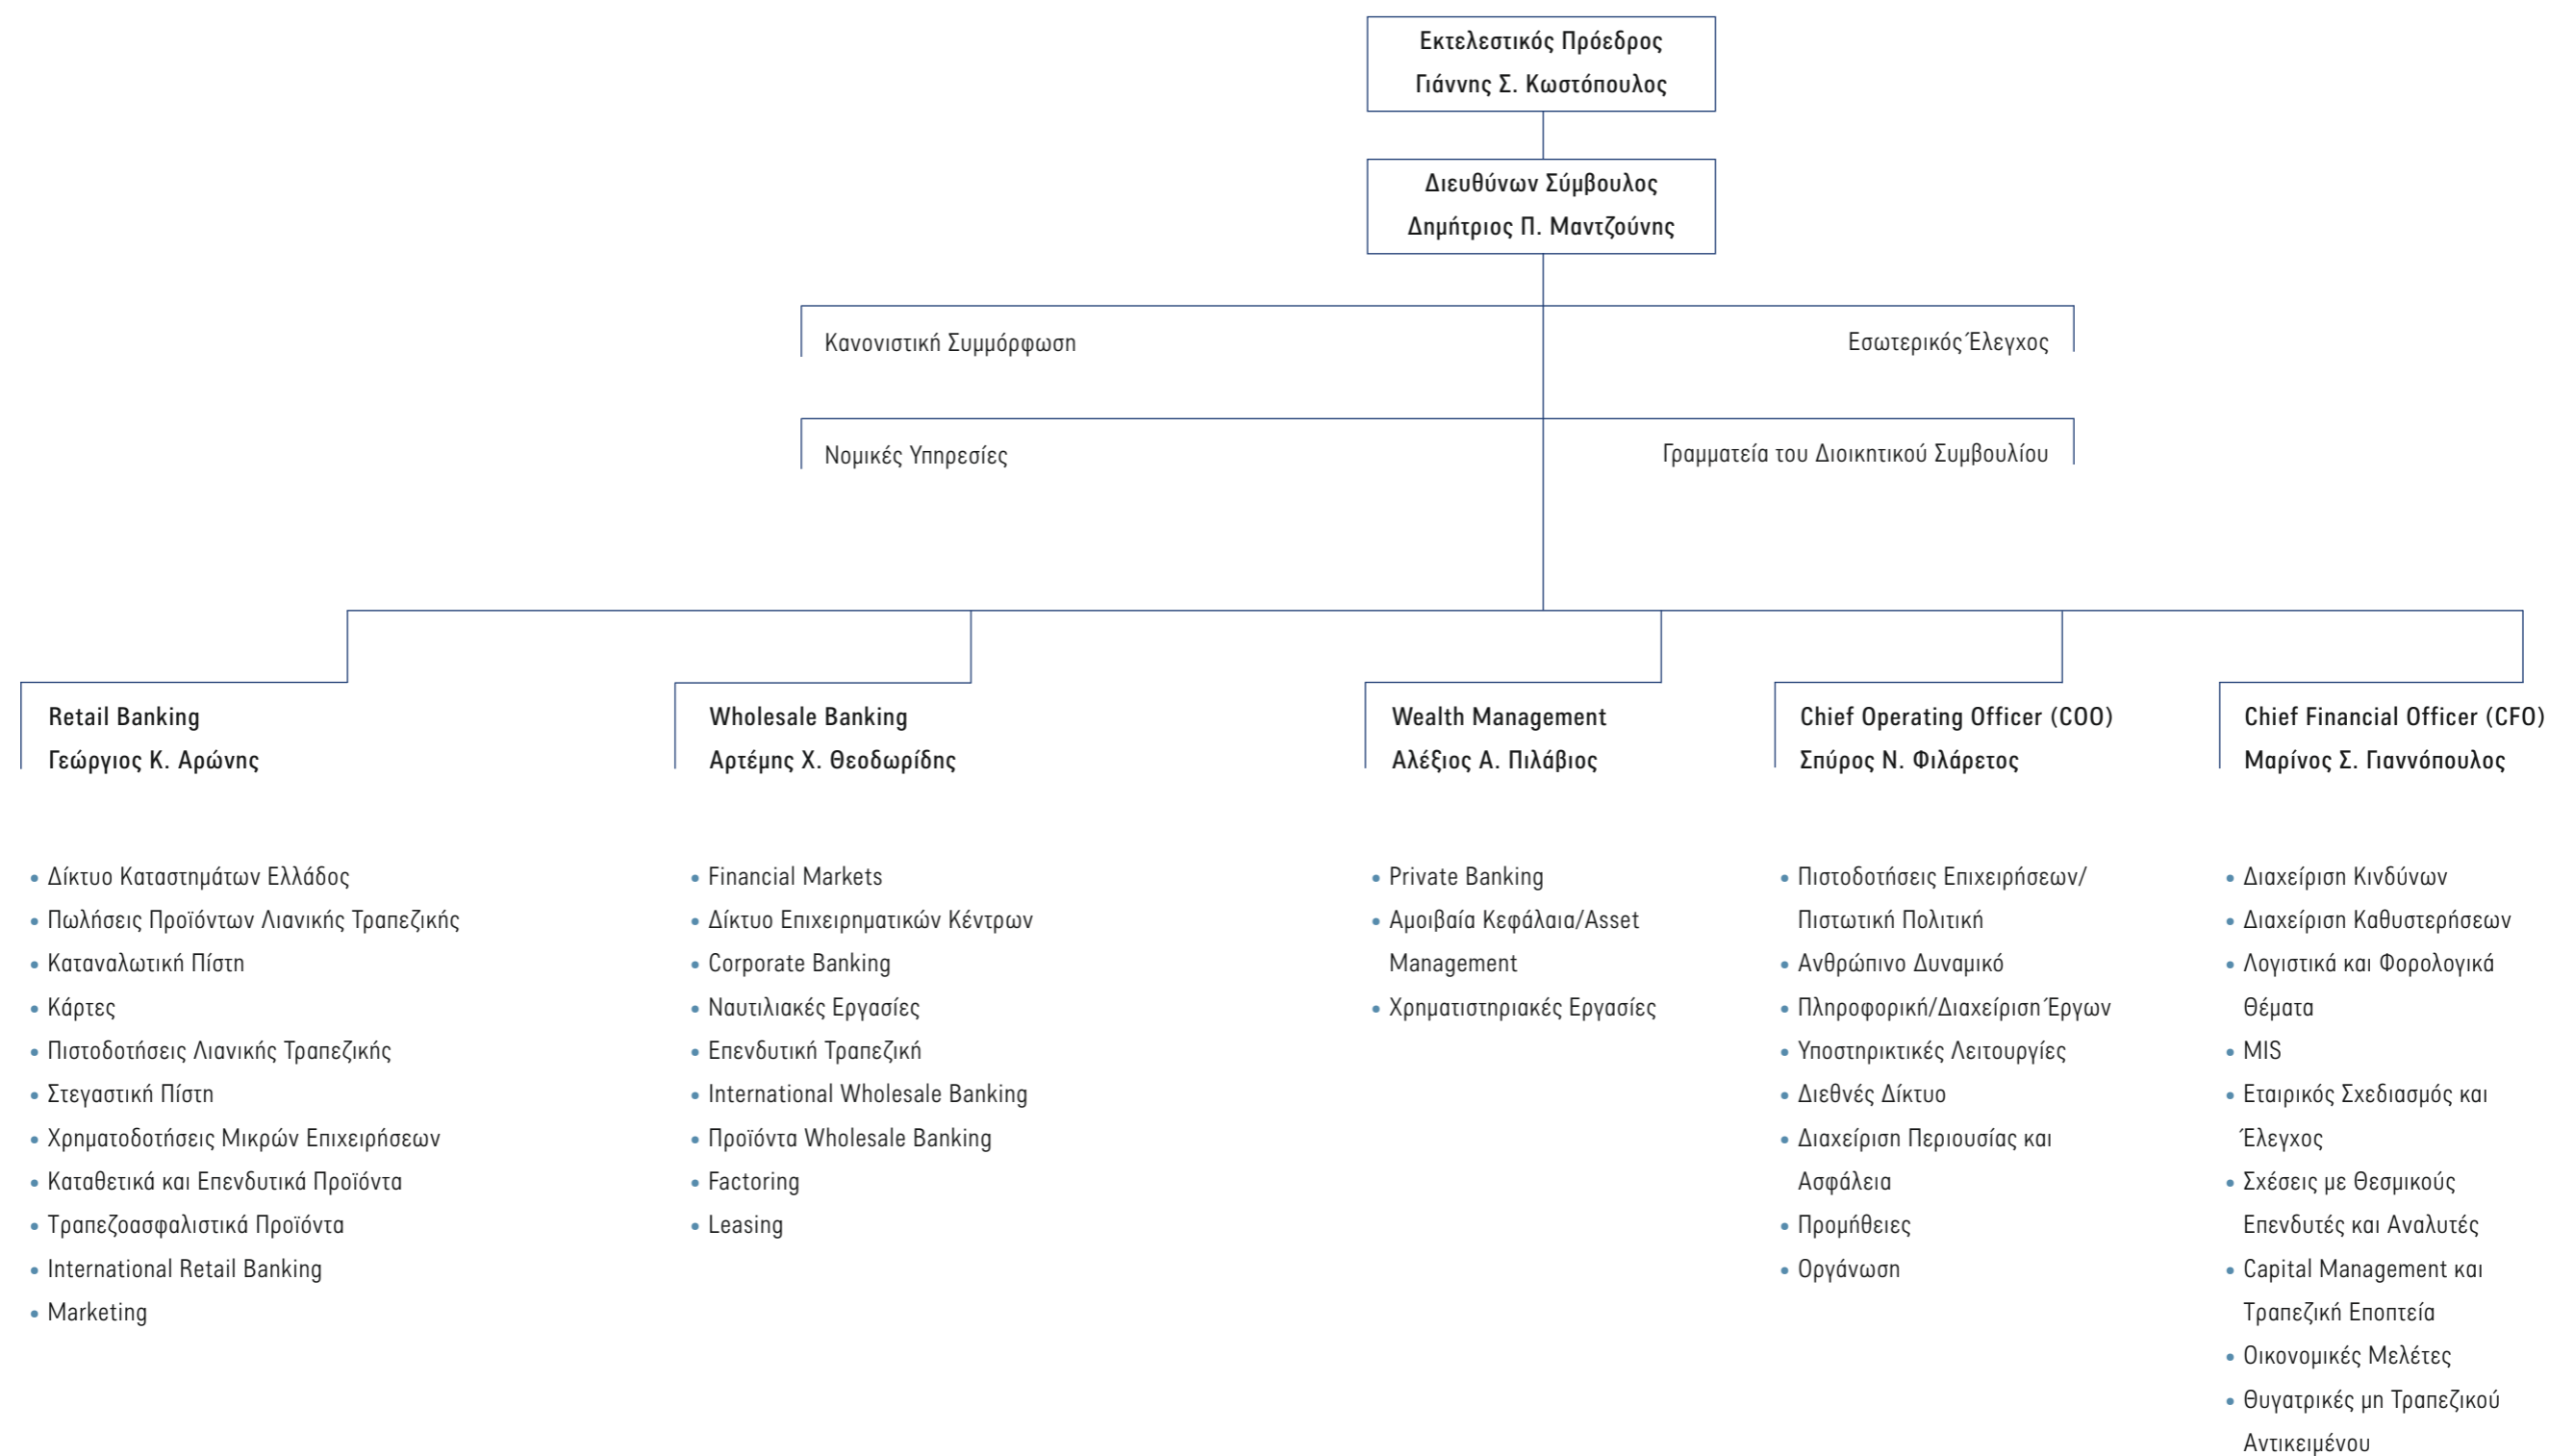 Εκτελεστικός Πρόεδρος
Γιάννης Σ. Κωστόπουλος
Διευθύνων Σύμβουλος
Δημήτριος Π. Μαντζούνης
Κανονιστική Συμμόρφωση
Εσωτερικός Έλεγχος
Νομικές Υπηρεσίες
Γραμματεία του Διοικητικού Συμβουλίου
Retail Banking
Γεώργιος Κ. Αρώνης
• Δίκτυο Καταστημάτων Ελλάδος
• Πωλήσεις Προϊόντων Λιανικής Τραπεζικής
• Καταναλωτική Πίστη
• Κάρτες
• Πιστοδοτήσεις Λιανικής Τραπεζικής
• Στεγαστική Πίστη
• Χρηματοδοτήσεις Μικρών Επιχειρήσεων
• Καταθετικά και Επενδυτικά Προϊόντα
• Τραπεζοασφαλιστικά Προϊόντα
• International Retail Banking
• Marketing
Wholesale Banking
Αρτέμης Χ. Θεοδωρίδης
• Financial Markets
• Δίκτυο Επιχειρηματικών Κέντρων
• Corporate Banking
• Ναυτιλιακές Εργασίες
• Επενδυτική Τραπεζική
• International Wholesale Banking
• Προϊόντα Wholesale Banking
• Factoring
• Leasing
Wealth Management
Αλέξιος Α. Πιλάβιος
• Private Banking
• Αμοιβαία Κεφάλαια/Asset
Management
• Χρηματιστηριακές Εργασίες
Chief Operating Officer (COO)
Σπύρος Ν. Φιλάρετος
• Πιστοδοτήσεις Επιχειρήσεων/
Πιστωτική Πολιτική
• Ανθρώπινο Δυναμικό
• Πληροφορική/Διαχείριση Έργων
• Υποστηρικτικές Λειτουργίες
• Διεθνές Δίκτυο
• Διαχείριση Περιουσίας και
Ασφάλεια
• Προμήθειες
• Οργάνωση
Chief Financial Officer (CFO)
Μαρίνος Σ. Γιαννόπουλος
• Διαχείριση Κινδύνων
• Διαχείριση Καθυστερήσεων
• Λογιστικά και Φορολογικά
Θέματα
• MIS
• Εταιρικός Σχεδιασμός και
Έλεγχος
• Σχέσεις με Θεσμικούς
Επενδυτές και Αναλυτές
• Capital Management και
Τραπεζική Εποπτεία
• Οικονομικές Μελέτες
• Θυγατρικές μη Τραπεζικού
Αντικειμένου